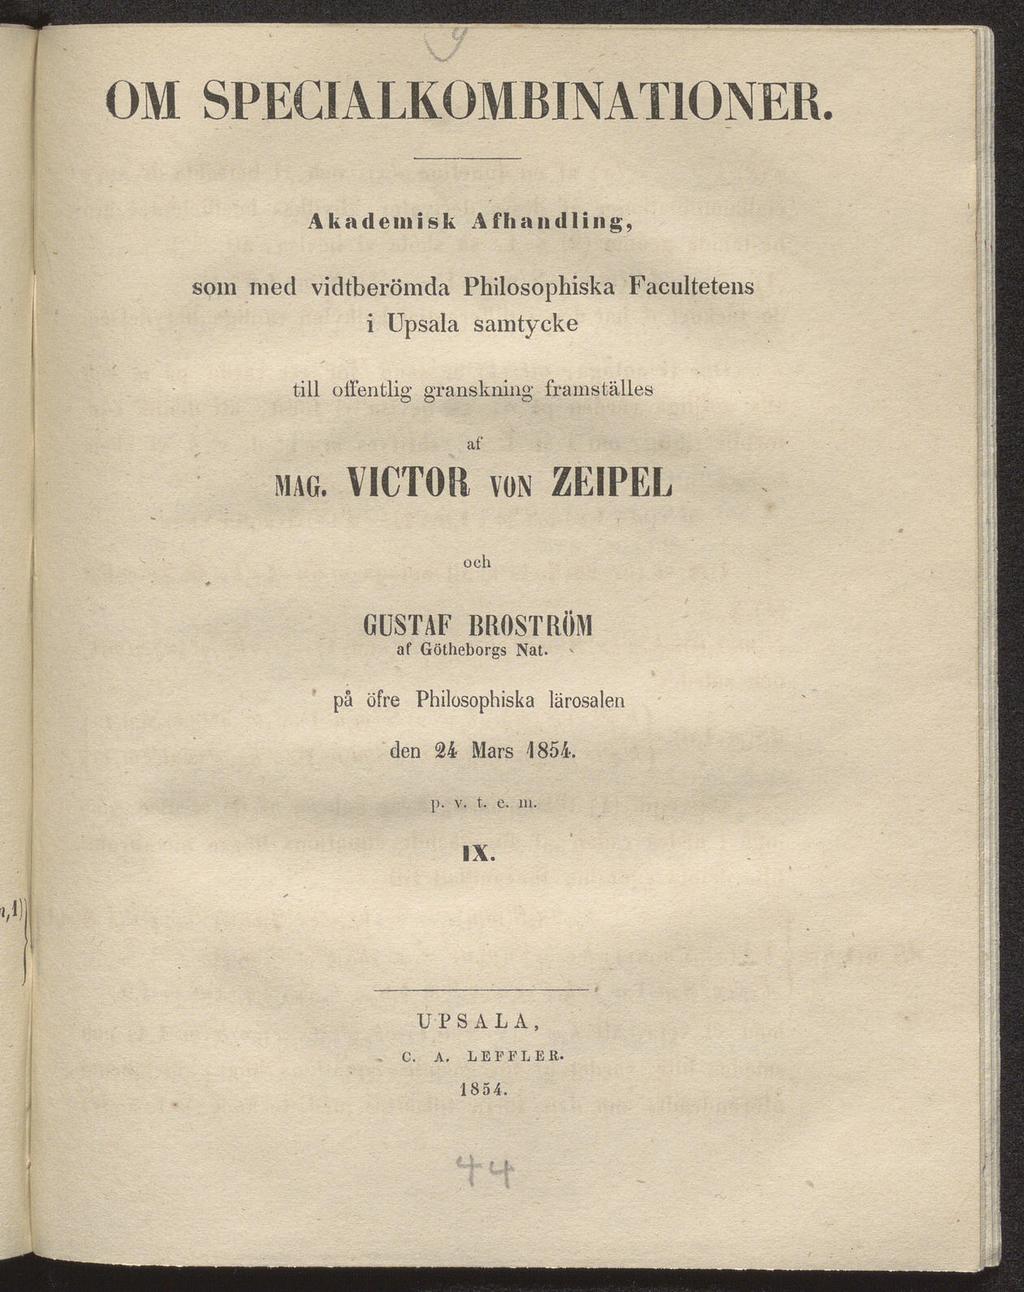 9
OM SPECIALKOMBINATIONER.
Akademisk Afhandling,
som med vidtberömda Philosophiska Facultetens
i Upsala samtycke
till offentlig granskning framställes
af
MAG. VICTOR VON ZEIPEL
och
GUSTAF BROSTRÖM
af Götheborgs Nat.
på öfre Philosophiska lärosalen
den 24 Mars 1854.
p. v. t. e. m.
IX.
n,1)
UPSALA,
C. A. LEFFLER.
1854.
44